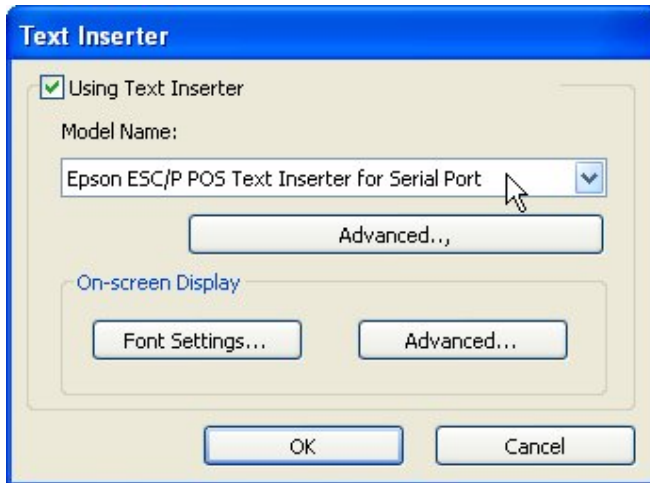 Text Inserter
Using Text Inserter
Model Name:
Epson ESC/P POS Text Inserter for Serial Port
Advanced..,
On-screen Display
Font Settings... Advanced...
OK Cancel